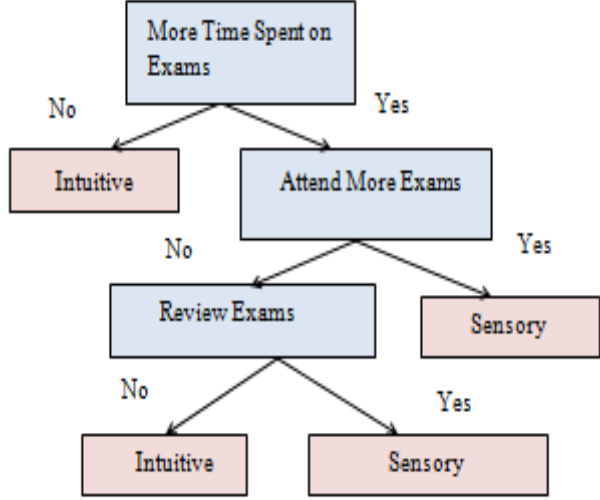 More Time Spent on
Exams
No
Yes
Intuitive
Attend More Exams
No
Yes
Review Exams
Sensory
No
Yes
Intuitive
Sensory